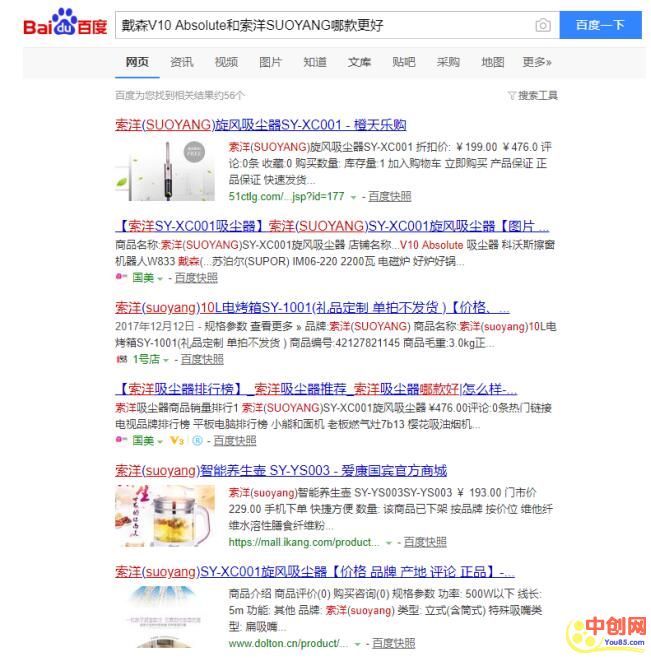 Bai du 百度
戴森V10 Absolute和索洋SUOYANG哪款更好
百度一下
网页 资讯 视频 图片 知道 文库 贴吧 采购 地图 更多»
百度为您找到相关结果约56个
搜索工具
索洋(SUOYANG)旋风吸尘器SY-XC001 - 橙天乐购
索洋(SUOYANG)旋风吸尘器SY-XC001 折扣价: ￥199.00 ￥476.0 评
论:0条 收藏:0 购买数量: 库存量:1 加入购物车 立即购买 产品保证 正
品保证 快速发货...
51ctlg.com/...jsp?id=177 - 百度快照
【索洋SY-XC001吸尘器】索洋(SUOYANG)SY-XC001旋风吸尘器【图片 ...
商品名称:索洋(SUOYANG)SY-XC001旋风吸尘器 店铺名称...V10 Absolute 吸尘器 科沃斯擦窗
机器人W833 戴森(...苏泊尔(SUPOR) IM06-220 2200瓦 电磁炉 好炉好锅...
国美 - 百度快照
索洋(suoyang)10L电烤箱SY-1001(礼品定制 单拍不发货 )【价格、...
2017年12月12日 - 规格参数 查看更多 » 品牌:索洋(SUOYANG) 商品名称:索洋(suoyang)10L电
烤箱SY-1001(礼品定制 单拍不发货 ) 商品编号:42127821145 商品毛重:3.0kg正...
1号店 - 百度快照
【索洋吸尘器排行榜】_索洋吸尘器推荐_索洋吸尘器哪款好|怎么样-...
索洋吸尘器商品销量排行1 索洋(SUOYANG)SY-XC001旋风吸尘器 ¥476.00评论:0条热门链接
电视品牌排行榜 平板电脑排行榜 小熊和面机 老板燃气灶7b13 樱花吸油烟机...
国美 V3 - 百度快照
索洋(suoyang)智能养生壶 SY-YS003 - 爱康国宾官方商城
索洋(suoyang)智能养生壶 SY-YS003SY-YS003 ￥ 193.00 门市价
229.00 手机下单 快捷方便 数量: 该商品已下架 按品牌 按价位 维他纤
维水溶性膳食纤维粉...
https://mall.ikang.com/product... - 百度快照
索洋(suoyang)SY-XC001旋风吸尘器【价格 品牌 产地 评论 正品】-...
商品介绍 商品评价(0) 购买咨询(0) 规格参数 功率: 500W以下 线长:
5m 功能: 其他 品牌: 索洋(suoyang) 类型: 立式(含筒式) 特殊吸嘴类
型: 扁吸嘴...
www.dolton.cn/product/... - 百度快照
中创网
You85.com